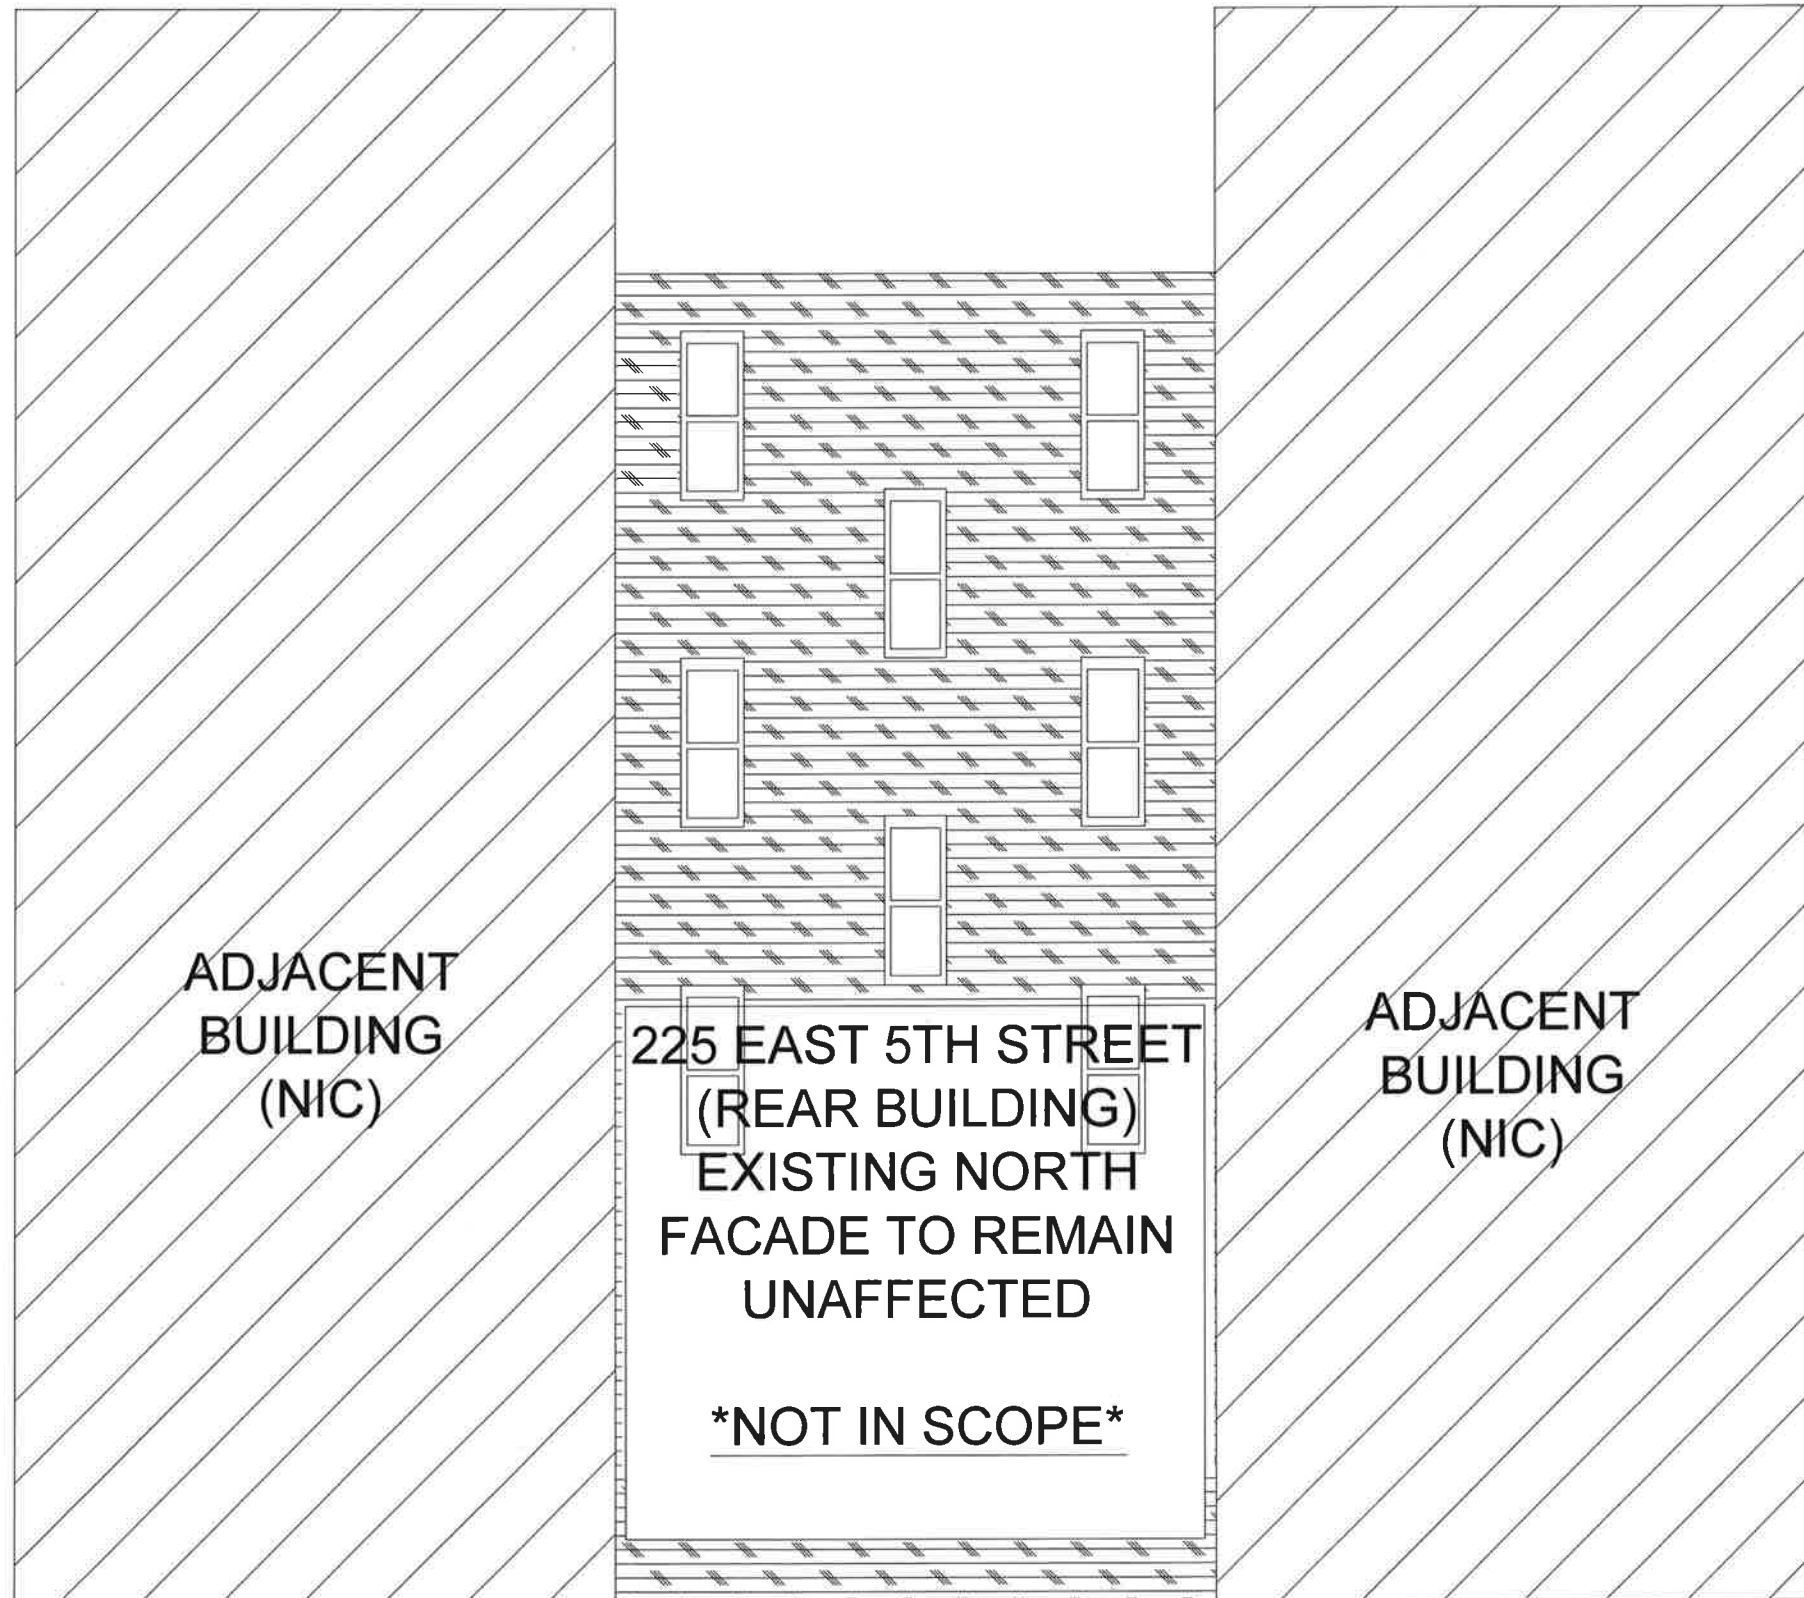 ADJACENT
BUILDING
(NIC)
225 EAST 5TH STREET
(REAR BUILDING)
EXISTING NORTH
FACADE TO REMAIN
UNAFFECTED
*NOT IN SCOPE*
ADJACENT
BUILDING
(NIC)